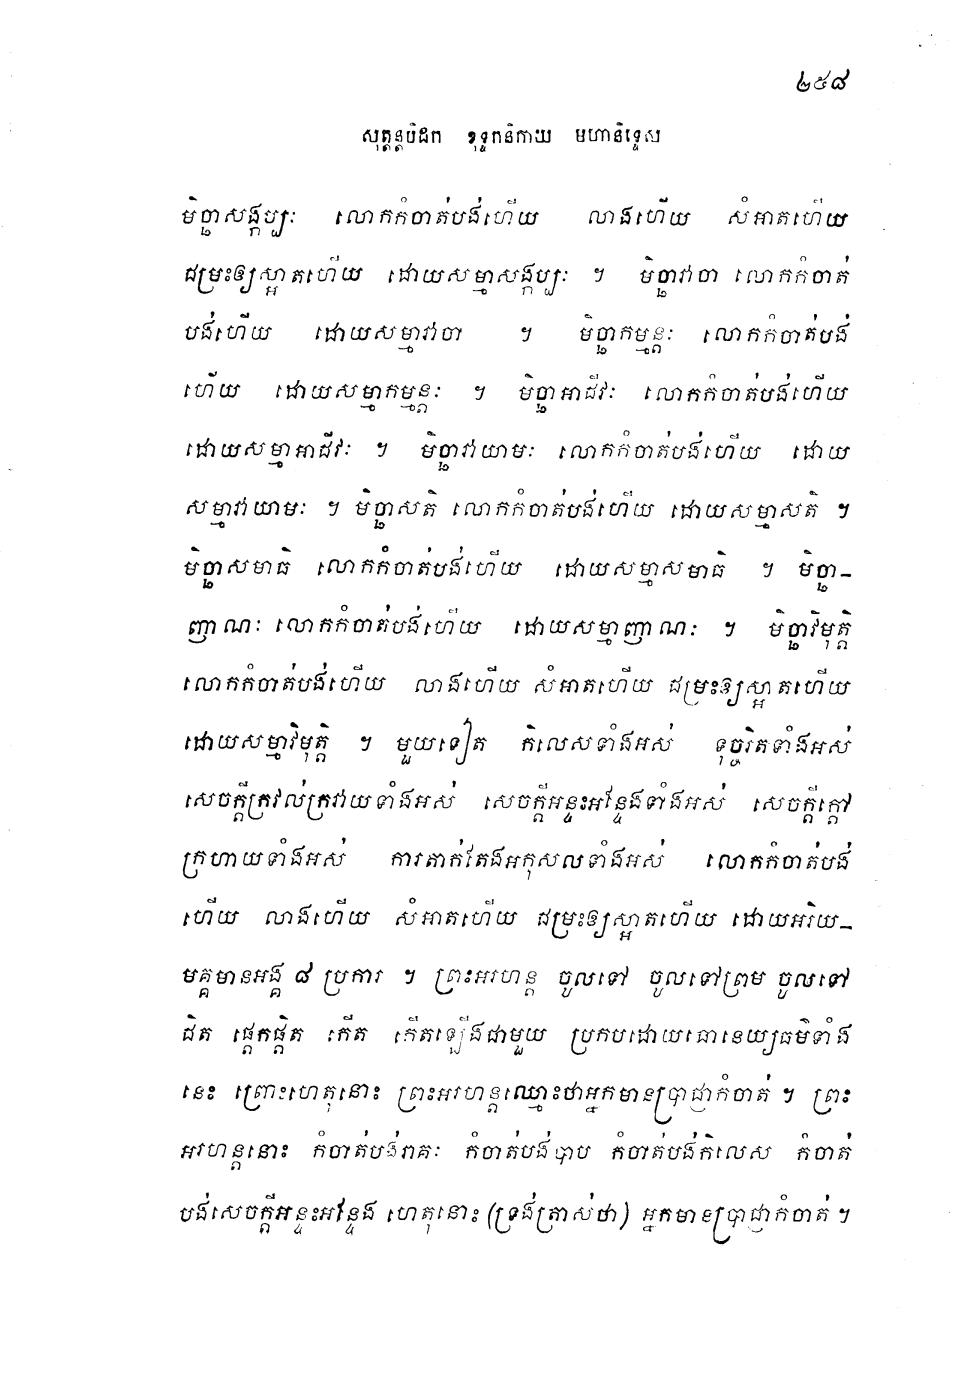 ២៥៨
សុត្តន្តបិដក ខុទ្ទកនិកាយ មហានិទ្ទេស
មិច្ឆាសង្កប្បៈ លោកកំចាត់បង់ហើយ លាងហើយ សំអាតហើយ
ជម្រះឲ្យស្អាតហើយ ដោយសម្មាសង្កប្បៈ ។ មិច្ឆាវាចា លោកកំចាត់
បង់ហើយ ដោយសម្មាវាចា ។ មិច្ឆាកម្មន្តៈ លោកកំចាត់បង់
ហើយ ដោយសម្មាកម្មន្តៈ ។ មិច្ឆាអាជីវៈ លោកកំចាត់បង់ហើយ
ដោយសម្មាអាជីវៈ ។ មិច្ឆាវាយាមៈ លោកកំចាត់បង់ហើយ ដោយ
សម្មាវាយាមៈ ។ មិច្ឆាសតិ លោកកំចាត់បង់ហើយ ដោយសម្មាសតិ ។
មិច្ឆាសមាធិ លោកកំចាត់បង់ហើយ ដោយសម្មាសមាធិ ។ មិច្ឆា-
ញាណៈ លោកកំចាត់បង់ហើយ ដោយសម្មាញាណៈ ។ មិច្ឆាវិមុត្តិ
លោកកំចាត់បង់ហើយ លាងហើយ សំអាតហើយ ជម្រះឲ្យស្អាតហើយ
ដោយសម្មាវិមុត្តិ ។ មួយទៀត កិលេសទាំងអស់ ទុច្ចរិតទាំងអស់
សេចក្តីក្រវល់ក្រវាយទាំងអស់ សេចក្តីអន្ទះអន្ទែងទាំងអស់ សេចក្តីក្តៅ
ក្រហាយទាំងអស់ ការតាក់តែងអកុសលទាំងអស់ លោកកំចាត់បង់
ហើយ លាងហើយ សំអាតហើយ ជម្រះឲ្យស្អាតហើយ ដោយអរិយ-
មគ្គមានអង្គ ៨ ប្រការ ។ ព្រះអរហន្ត ចូលទៅ ចូលទៅព្រម ចូលទៅ
ជិត ផ្តេកផ្តិត កើត កើតឡើងជាមួយ ប្រកបដោយធោនេយ្យធម៌ទាំង
នេះ ព្រោះហេតុនោះ ព្រះអរហន្តឈ្មោះថាអ្នកមានប្រាជ្ញាកំចាត់ ។ ព្រះ
អរហន្តនោះ កំចាត់បង់រាគៈ កំចាត់បង់បាប កំចាត់បង់កិលេស កំចាត់
បង់សេចក្តីអន្ទះអន្ទែង ហេតុនោះ (ទ្រង់ត្រាស់ថា) អ្នកមានប្រាជ្ញាកំចាត់ ។